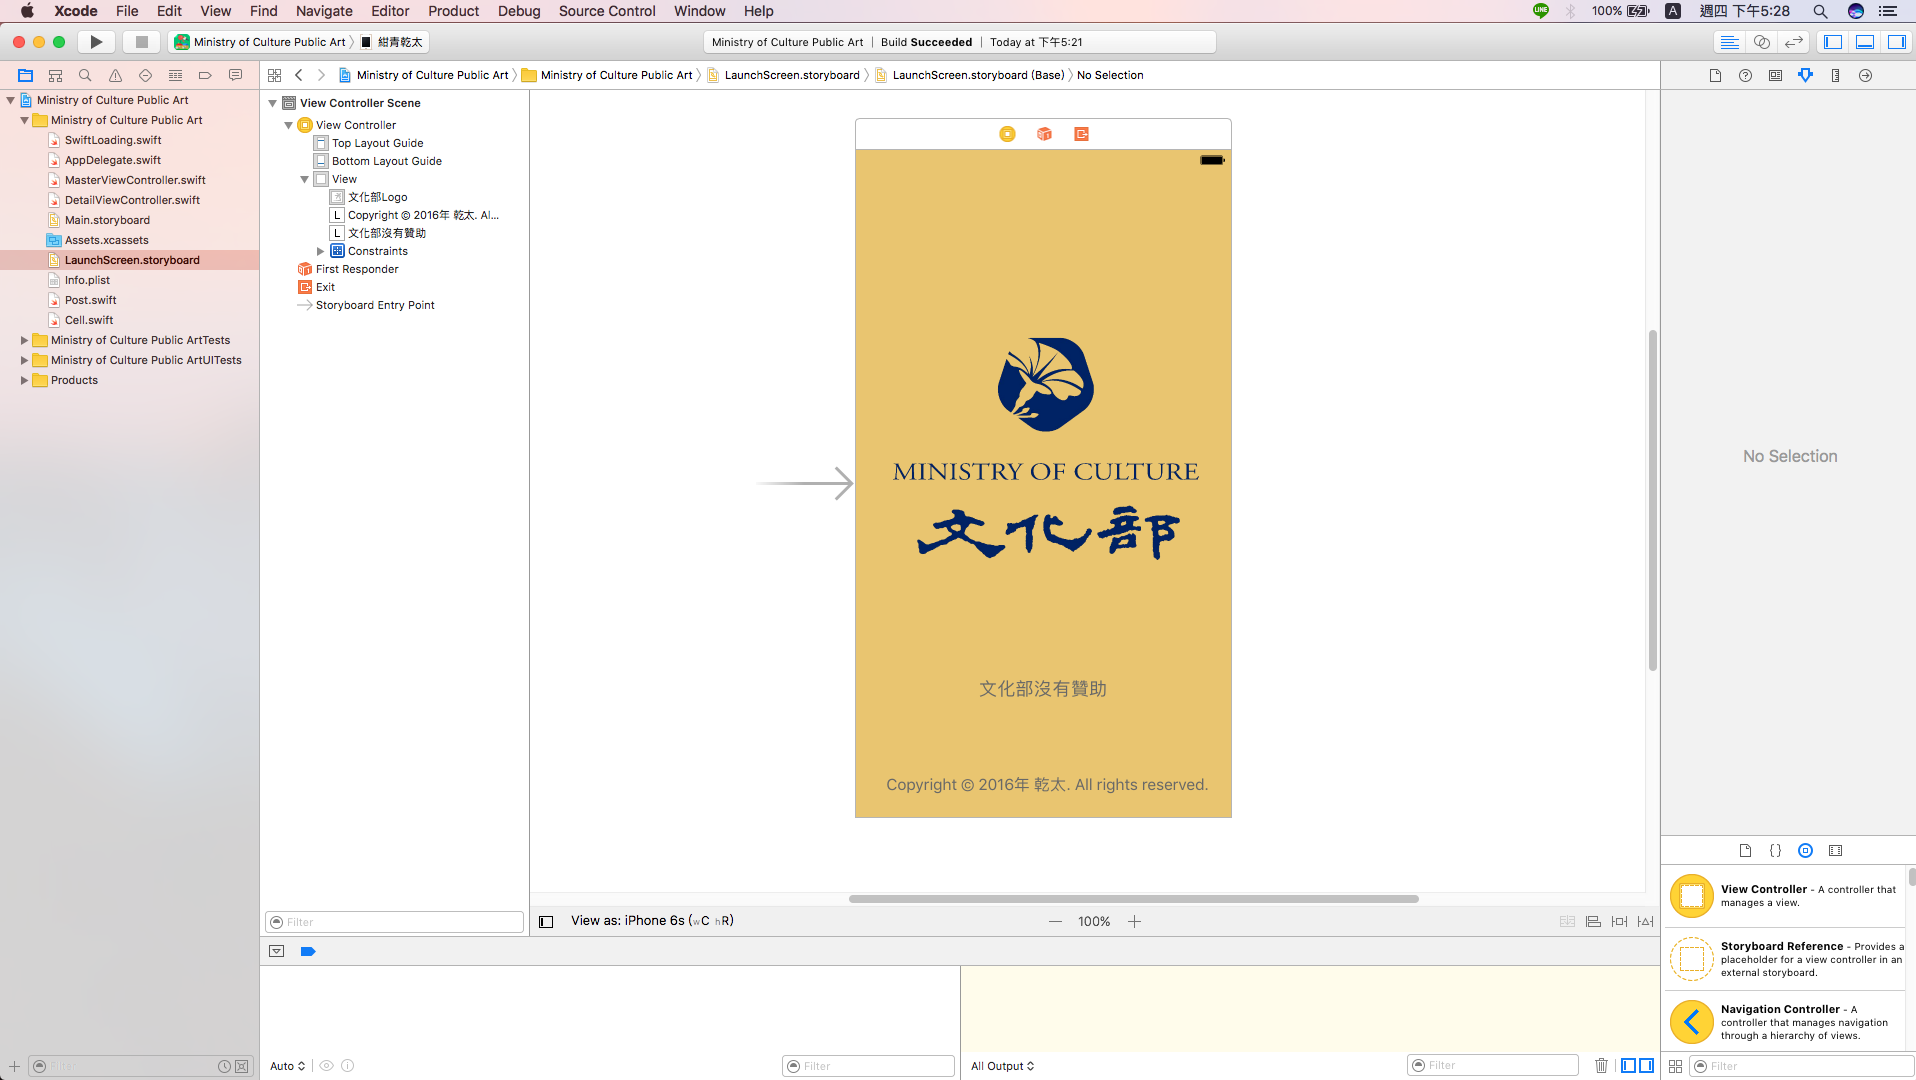 Xcode File Edit View Find Navigate Editor Product Debug Source Control Window Help LINE 100% A 週四 下午5:28
Ministry of Culture Public Art 紺青乾太 Ministry of Culture Public Art | Build Succeeded | Today at 下午5:21
Ministry of Culture Public Art Ministry of Culture Public Art LaunchScreen.storyboard LaunchScreen.storyboard (Base) No Selection
Ministry of Culture Public Art
Ministry of Culture Public Art
SwiftLoading.swift
AppDelegate.swift
MasterViewController.swift
DetailViewController.swift
Main.storyboard
Assets.xcassets
LaunchScreen.storyboard
Info.plist
Post.swift
Cell.swift
Ministry of Culture Public ArtTests
Ministry of Culture Public ArtUITests
Products
Filter
View Controller Scene
View Controller
Top Layout Guide
Bottom Layout Guide
View
文化部Logo
L Copyright © 2016年 乾太. Al...
L 文化部沒有贊助
Constraints
First Responder
Exit
Storyboard Entry Point
Filter
MINISTRY OF CULTURE
文化部
文化部沒有贊助
Copyright © 2016年 乾太. All rights reserved.
View as: iPhone 6s (wC hR) 100%
Auto
Filter
All Output
Filter
No Selection
{}
View Controller - A controller that
manages a view.
Storyboard Reference - Provides a
placeholder for a view controller in an
external storyboard.
Navigation Controller - A
controller that manages navigation
through a hierarchy of views.
Filter